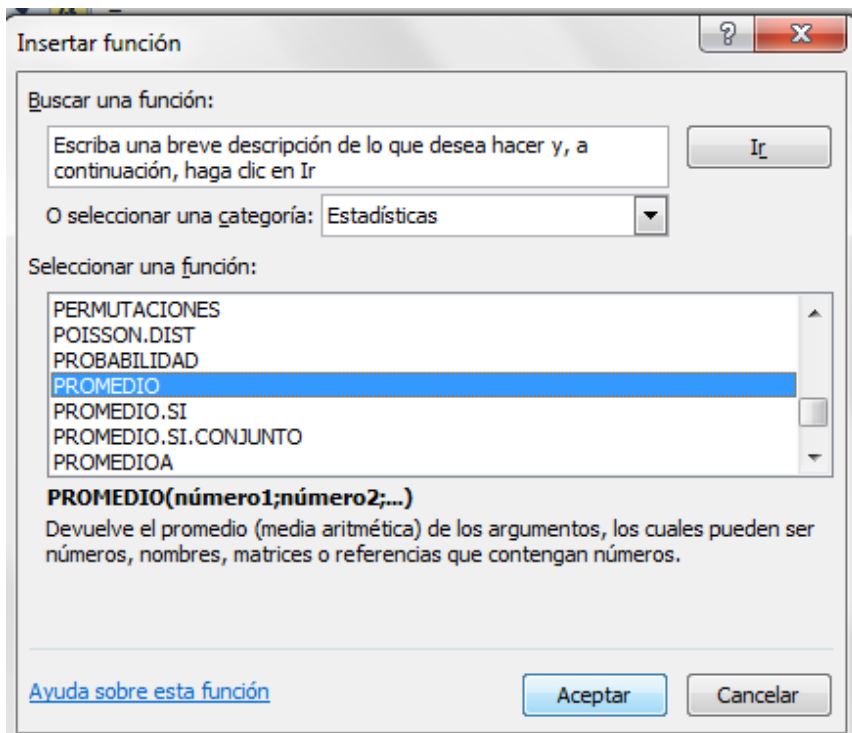 Insertar función
Buscar una función:
Escriba una breve descripción de lo que desea hacer y, a
continuación, haga clic en Ir
Ir
O seleccionar una categoría: Estadísticas
Seleccionar una función:
PERMUTACIONES
POISSON.DIST
PROBABILIDAD
PROMEDIO
PROMEDIO.SI
PROMEDIO.SI.CONJUNTO
PROMEDIOA
PROMEDIO(número1;número2;...)
Devuelve el promedio (media aritmética) de los argumentos, los cuales pueden ser
números, nombres, matrices o referencias que contengan números.
Ayuda sobre esta función
Aceptar
Cancelar